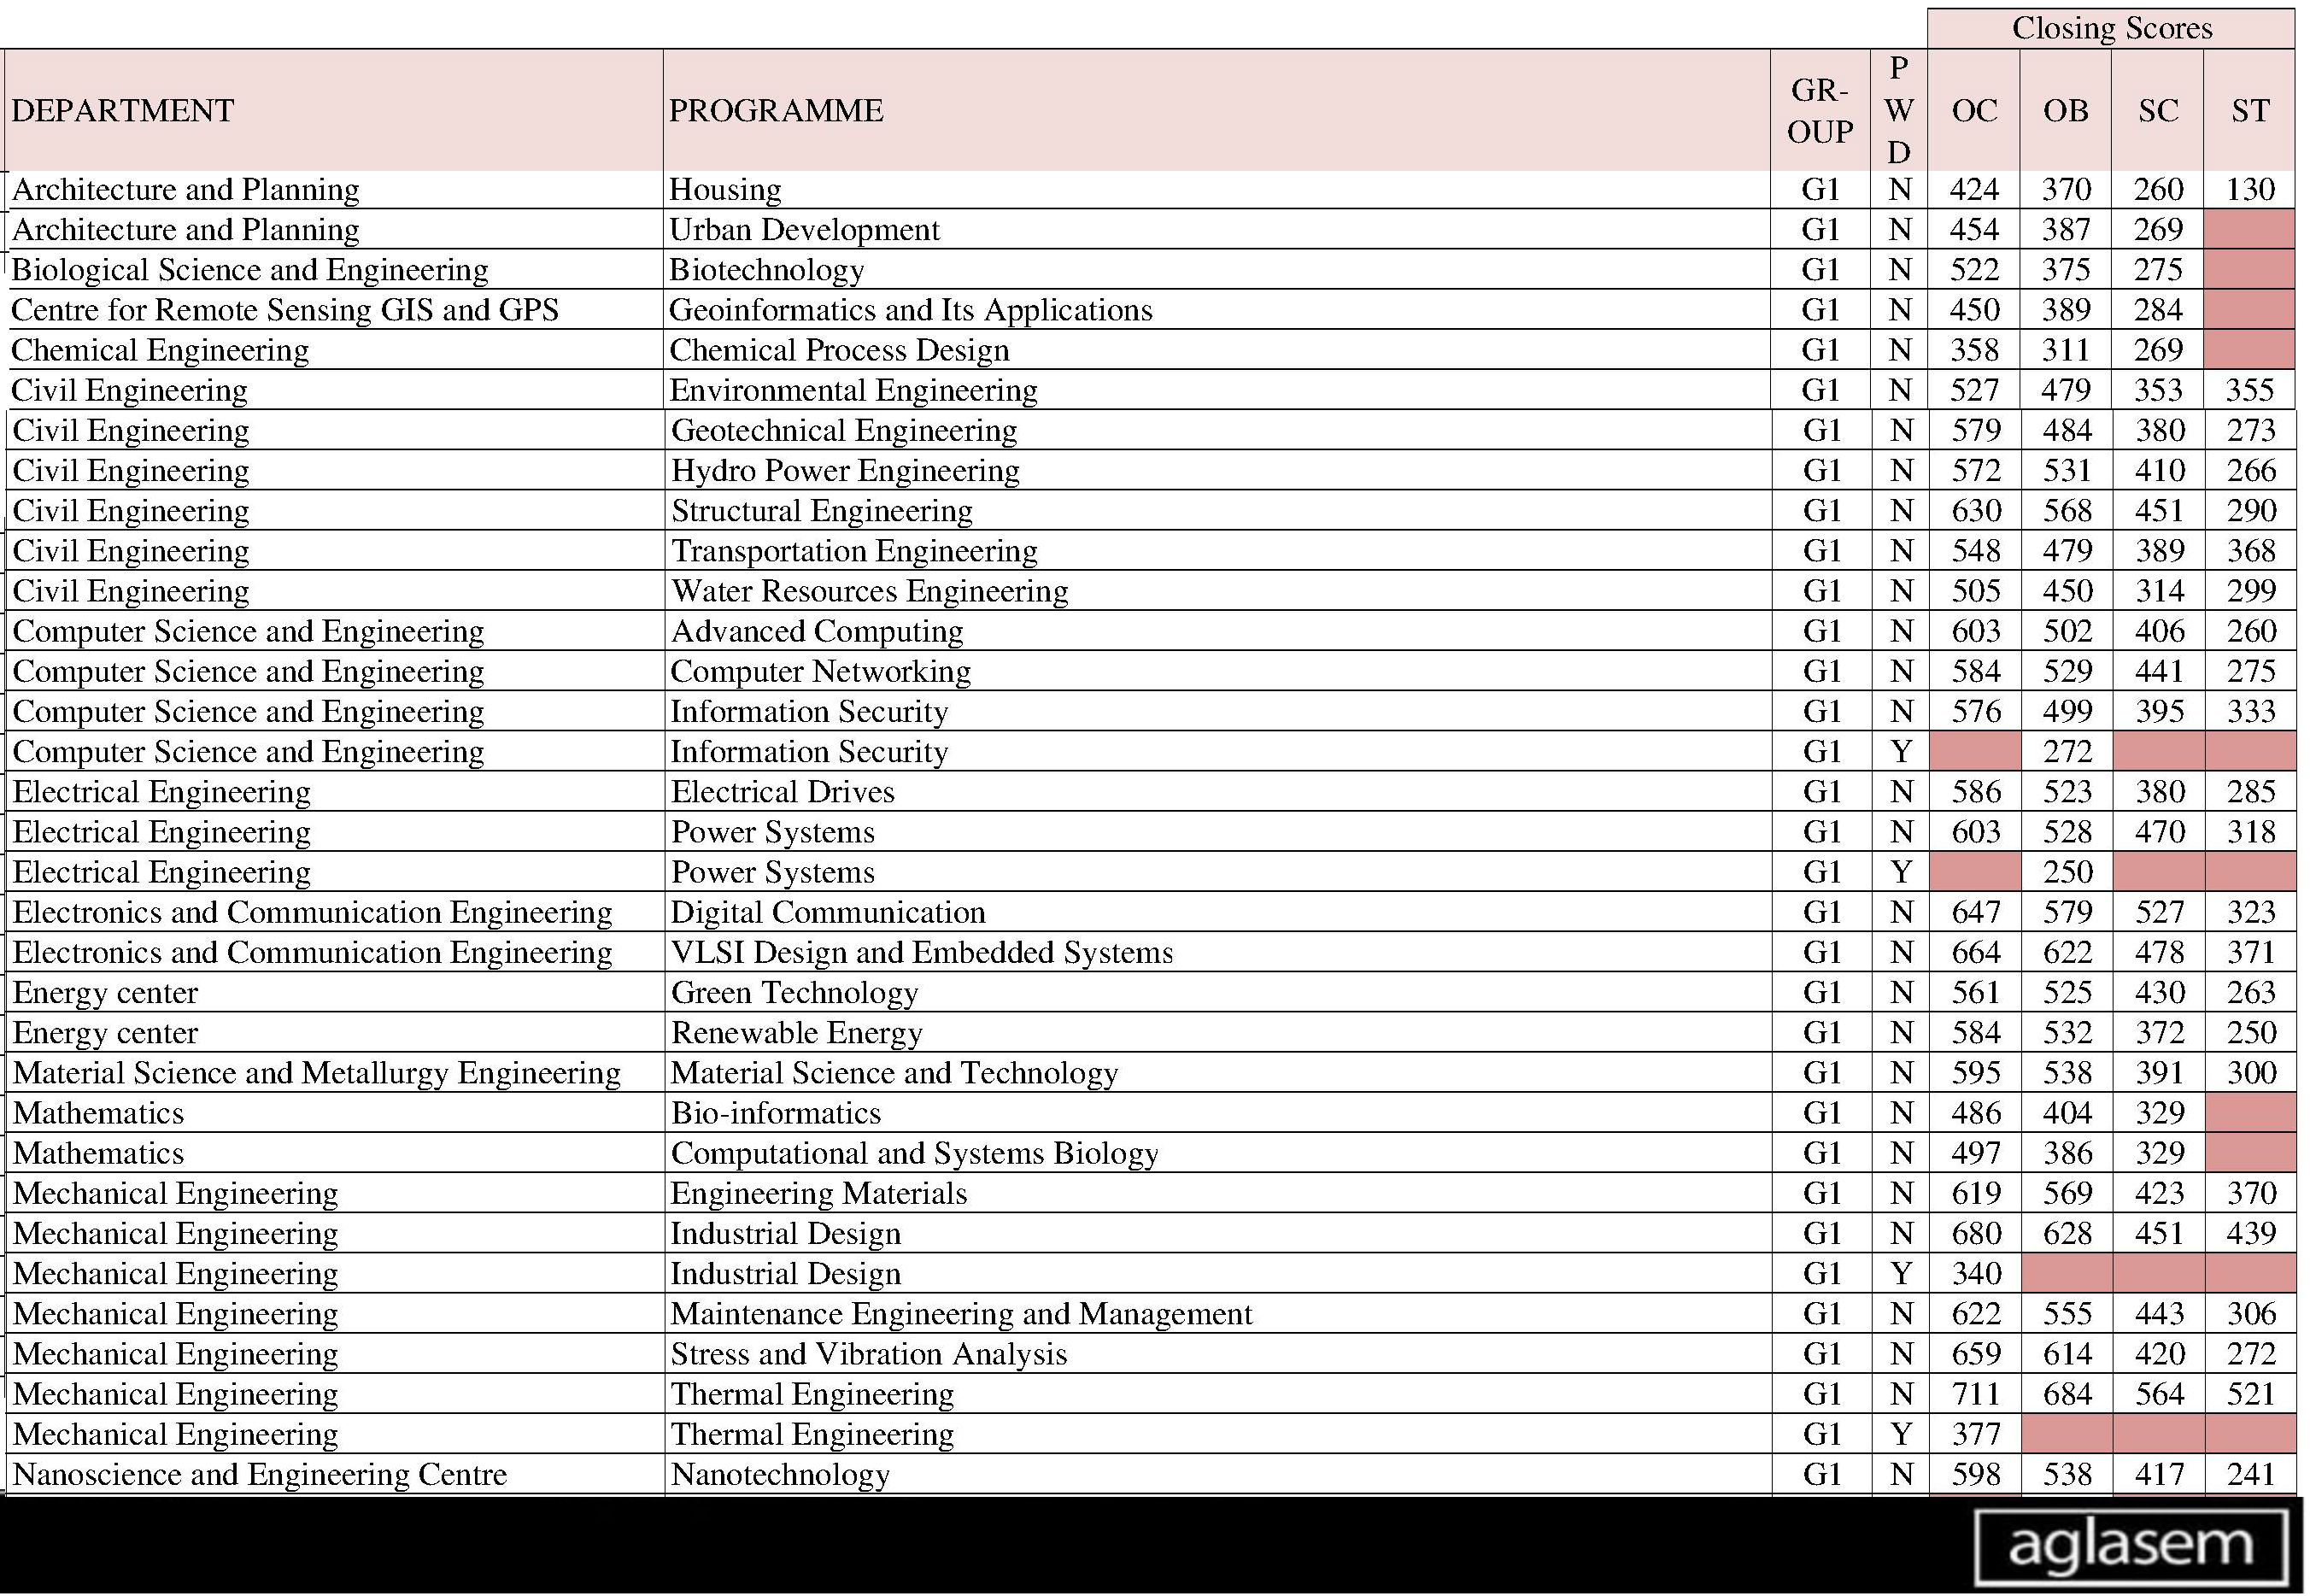 Closing Scores
DEPARTMENT PROGRAMME GR-OUP PWD OC OB SC ST
Architecture and Planning Housing G1 N 424 370 260 130
Architecture and Planning Urban Development G1 N 454 387 269
Biological Science and Engineering Biotechnology G1 N 522 375 275
Centre for Remote Sensing GIS and GPS Geoinformatics and Its Applications G1 N 450 389 284
Chemical Engineering Chemical Process Design G1 N 358 311 269
Civil Engineering Environmental Engineering G1 N 527 479 353 355
Civil Engineering Geotechnical Engineering G1 N 579 484 380 273
Civil Engineering Hydro Power Engineering G1 N 572 531 410 266
Civil Engineering Structural Engineering G1 N 630 568 451 290
Civil Engineering Transportation Engineering G1 N 548 479 389 368
Civil Engineering Water Resources Engineering G1 N 505 450 314 299
Computer Science and Engineering Advanced Computing G1 N 603 502 406 260
Computer Science and Engineering Computer Networking G1 N 584 529 441 275
Computer Science and Engineering Information Security G1 N 576 499 395 333
Computer Science and Engineering Information Security G1 Y 272
Electrical Engineering Electrical Drives G1 N 586 523 380 285
Electrical Engineering Power Systems G1 N 603 528 470 318
Electrical Engineering Power Systems G1 Y 250
Electronics and Communication Engineering Digital Communication G1 N 647 579 527 323
Electronics and Communication Engineering VLSI Design and Embedded Systems G1 N 664 622 478 371
Energy center Green Technology G1 N 561 525 430 263
Energy center Renewable Energy G1 N 584 532 372 250
Material Science and Metallurgy Engineering Material Science and Technology G1 N 595 538 391 300
Mathematics Bio-informatics G1 N 486 404 329
Mathematics Computational and Systems Biology G1 N 497 386 329
Mechanical Engineering Engineering Materials G1 N 619 569 423 370
Mechanical Engineering Industrial Design G1 N 680 628 451 439
Mechanical Engineering Industrial Design G1 Y 340
Mechanical Engineering Maintenance Engineering and Management G1 N 622 555 443 306
Mechanical Engineering Stress and Vibration Analysis G1 N 659 614 420 272
Mechanical Engineering Thermal Engineering G1 N 711 684 564 521
Mechanical Engineering Thermal Engineering G1 Y 377
Nanoscience and Engineering Centre Nanotechnology G1 N 598 538 417 241
aglasem